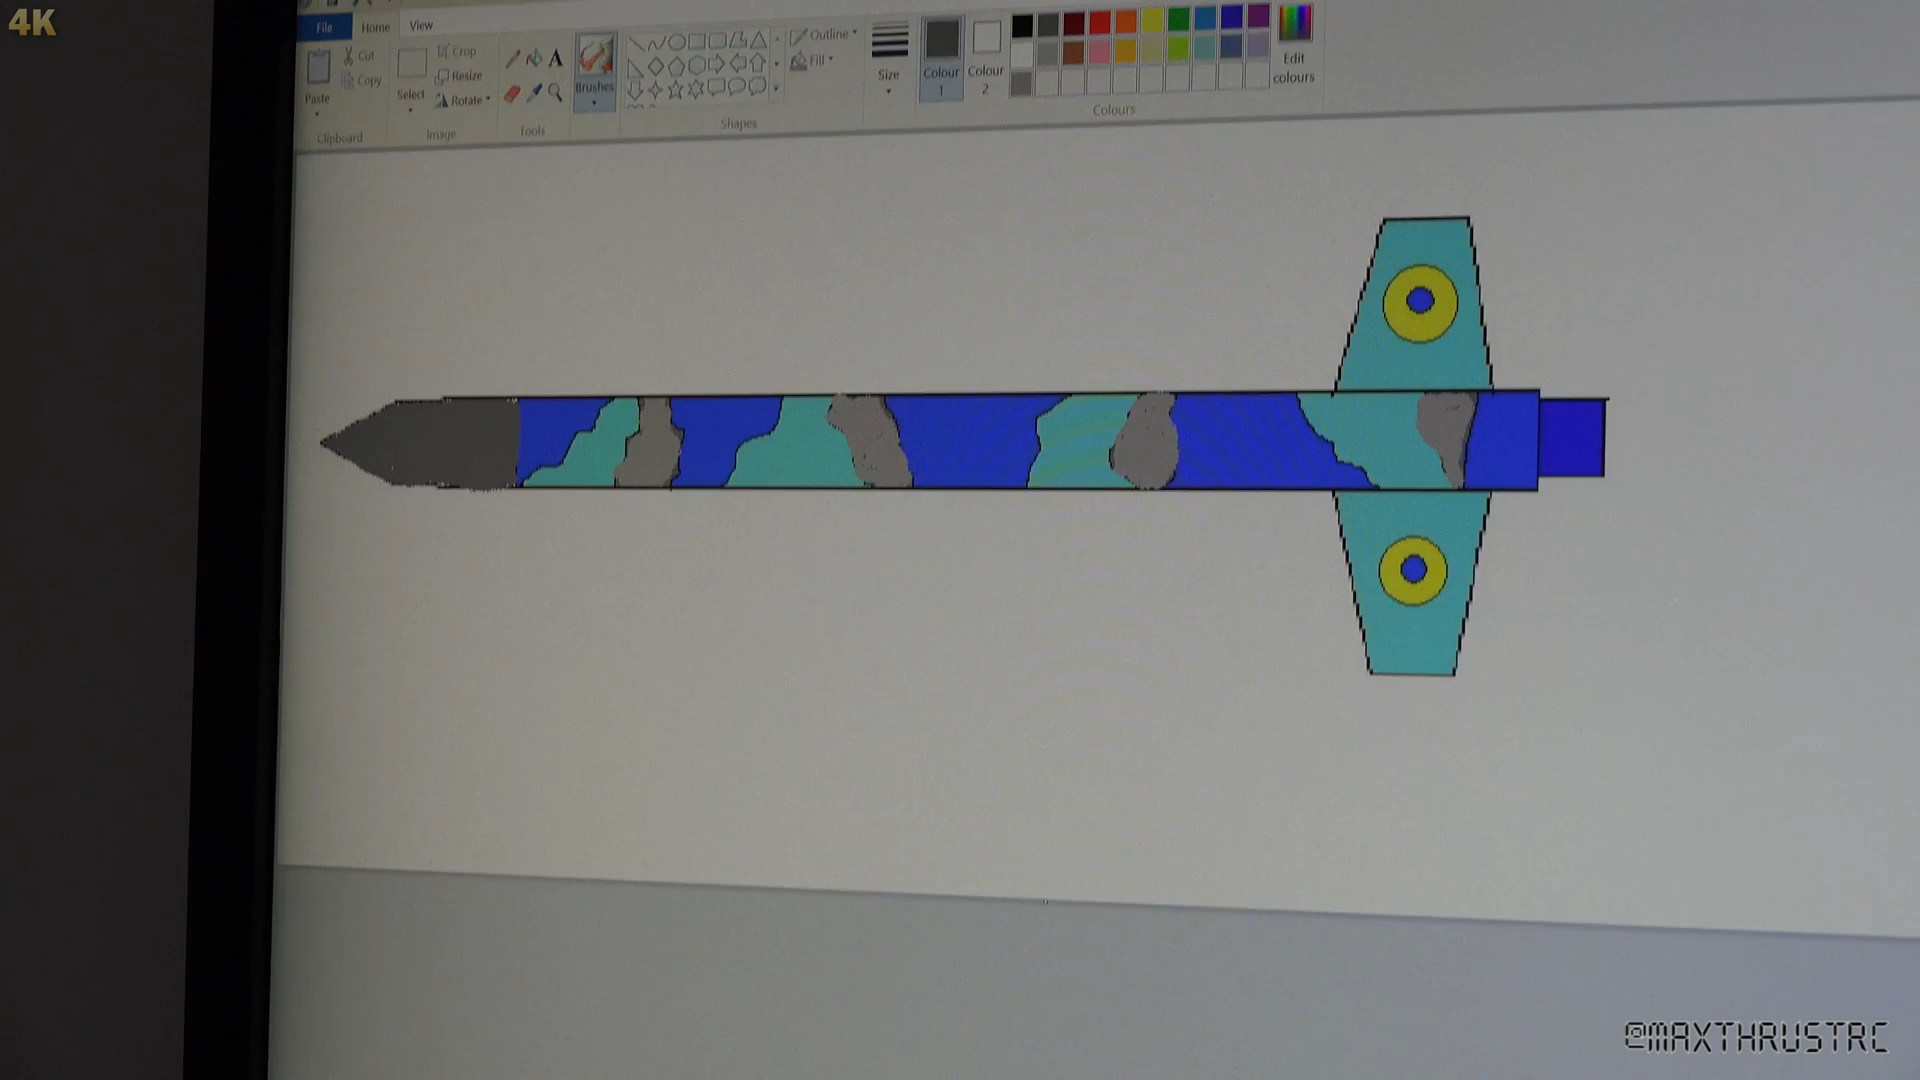 4K
File Home View
Paste
Cut
Copy
Clipboard
Select
Crop
Resize
Rotate
Image
A
Tools
Brushes
Shapes
Outline
Fill
Size
Colour
1
Colour
2
Edit
colours
Colours
@MAXTHRUSTRC